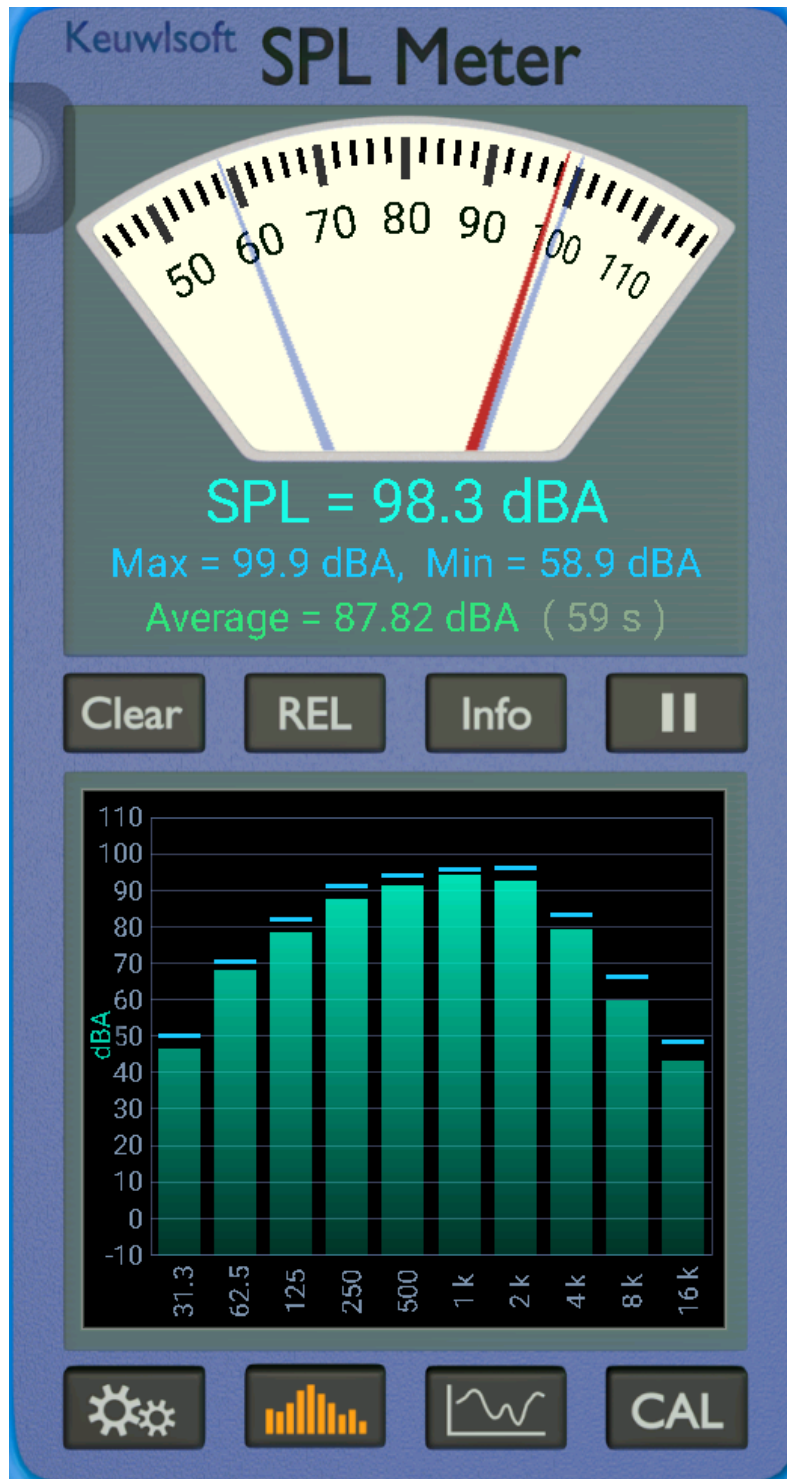 Keuwlsoft SPL Meter
50 60 70 80 90 100 110
SPL = 98.3 dBA
Max = 99.9 dBA, Min = 58.9 dBA
Average = 87.82 dBA ( 59 s )
Clear REL Info
110
100
90
80
70
60
50
40
30
20
10
0
-10
dBA
31.3 62.5 125 250 500 1 k 2 k 4 k 8 k 16 k
CAL